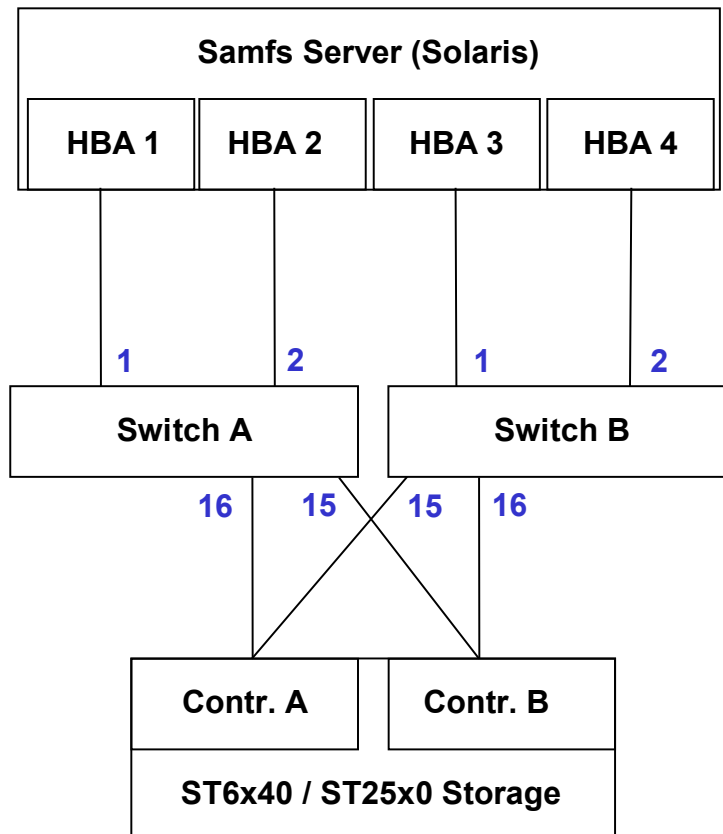 Samfs Server (Solaris)
HBA 1 HBA 2 HBA 3 HBA 4
1 2 1 2
Switch A Switch B
16 15 15 16
Contr. A Contr. B
ST6x40 / ST25x0 Storage